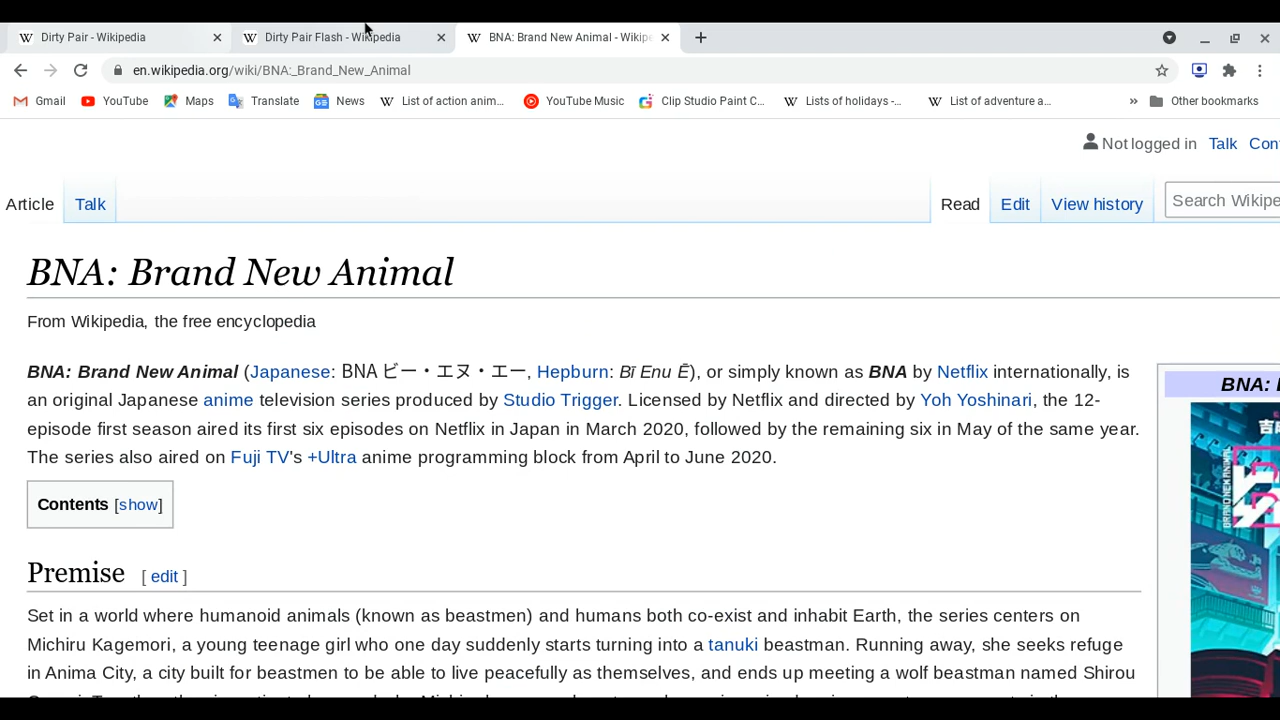 Dirty Pair - Wikipedia
Dirty Pair Flash - Wikipedia
BNA: Brand New Animal - Wikipe
en.wikipedia.org/wiki/BNA:_Brand_New_Animal
Gmail YouTube Maps Translate News List of action anim... YouTube Music Clip Studio Paint C... Lists of holidays -... List of adventure a... » Other bookmarks
Not logged in Talk Con
Article Talk Read Edit View history Search Wikipe
BNA: Brand New Animal
From Wikipedia, the free encyclopedia
BNA: Brand New Animal (Japanese: BNA ビー・エヌ・エー, Hepburn: Bī Enu Ē), or simply known as BNA by Netflix internationally, is
an original Japanese anime television series produced by Studio Trigger. Licensed by Netflix and directed by Yoh Yoshinari, the 12-
episode first season aired its first six episodes on Netflix in Japan in March 2020, followed by the remaining six in May of the same year.
The series also aired on Fuji TV's +Ultra anime programming block from April to June 2020.
BNA:
吉
BRAND NEW ANIMAL
Contents [show]
Premise [ edit ]
Set in a world where humanoid animals (known as beastmen) and humans both co-exist and inhabit Earth, the series centers on
Michiru Kagemori, a young teenage girl who one day suddenly starts turning into a tanuki beastman. Running away, she seeks refuge
in Anima City, a city built for beastmen to be able to live peacefully as themselves, and ends up meeting a wolf beastman named Shirou